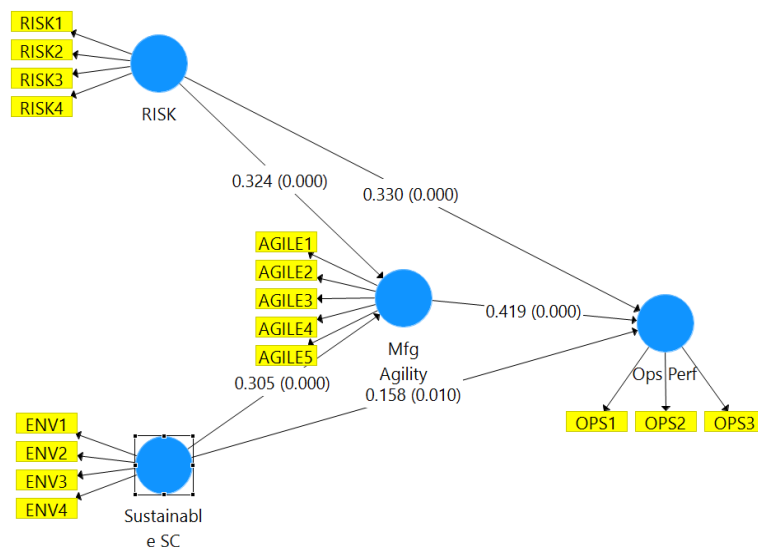 RISK1
RISK2
RISK3
RISK4
RISK
0.324 (0.000)
0.330 (0.000)
AGILE1
AGILE2
AGILE3
AGILE4
AGILE5
Mfg
Agility
0.419 (0.000)
Ops Perf
0.305 (0.000)
0.158 (0.010)
OPS1
OPS2
OPS3
ENV1
ENV2
ENV3
ENV4
Sustainabl
e SC